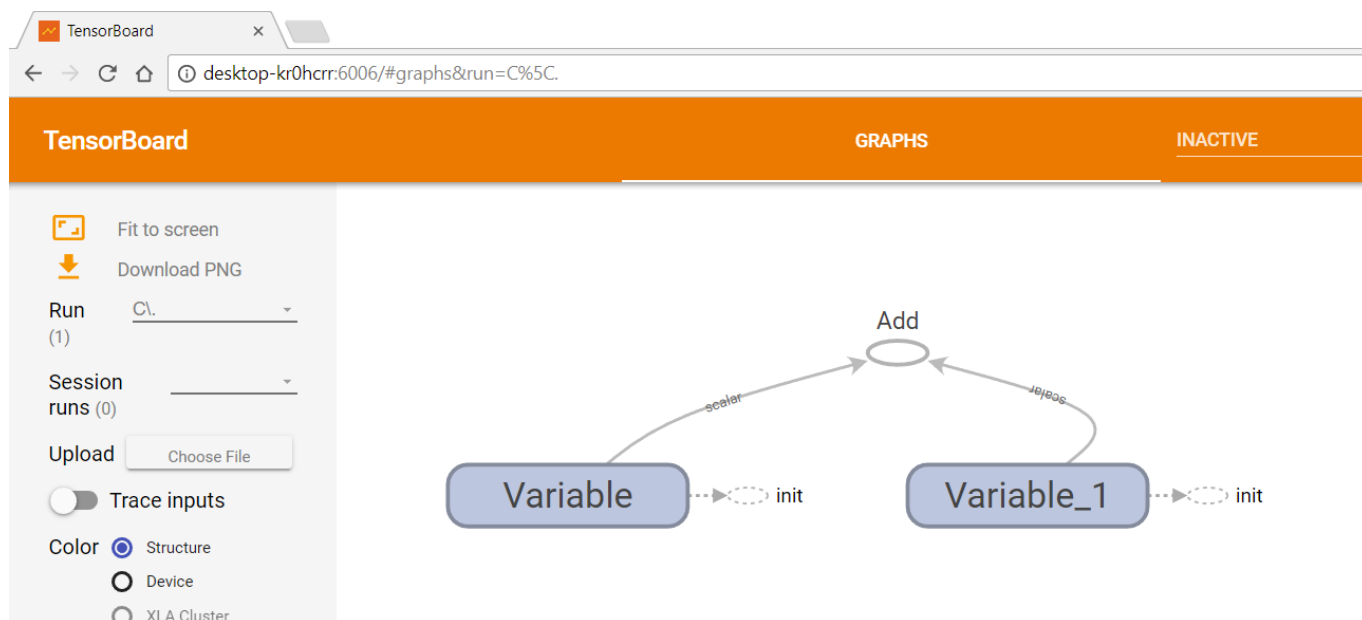 TensorBoard
desktop-kr0hcrr:6006/#graphs&run=C%5C.
TensorBoard
GRAPHS
INACTIVE
Fit to screen
Download PNG
Run
(1)
C\.
Session
runs (0)
Upload
Choose File
Trace inputs
Color
Structure
Device
XLA Cluster
Add
scalar
scalar
Variable
init
Variable_1
init